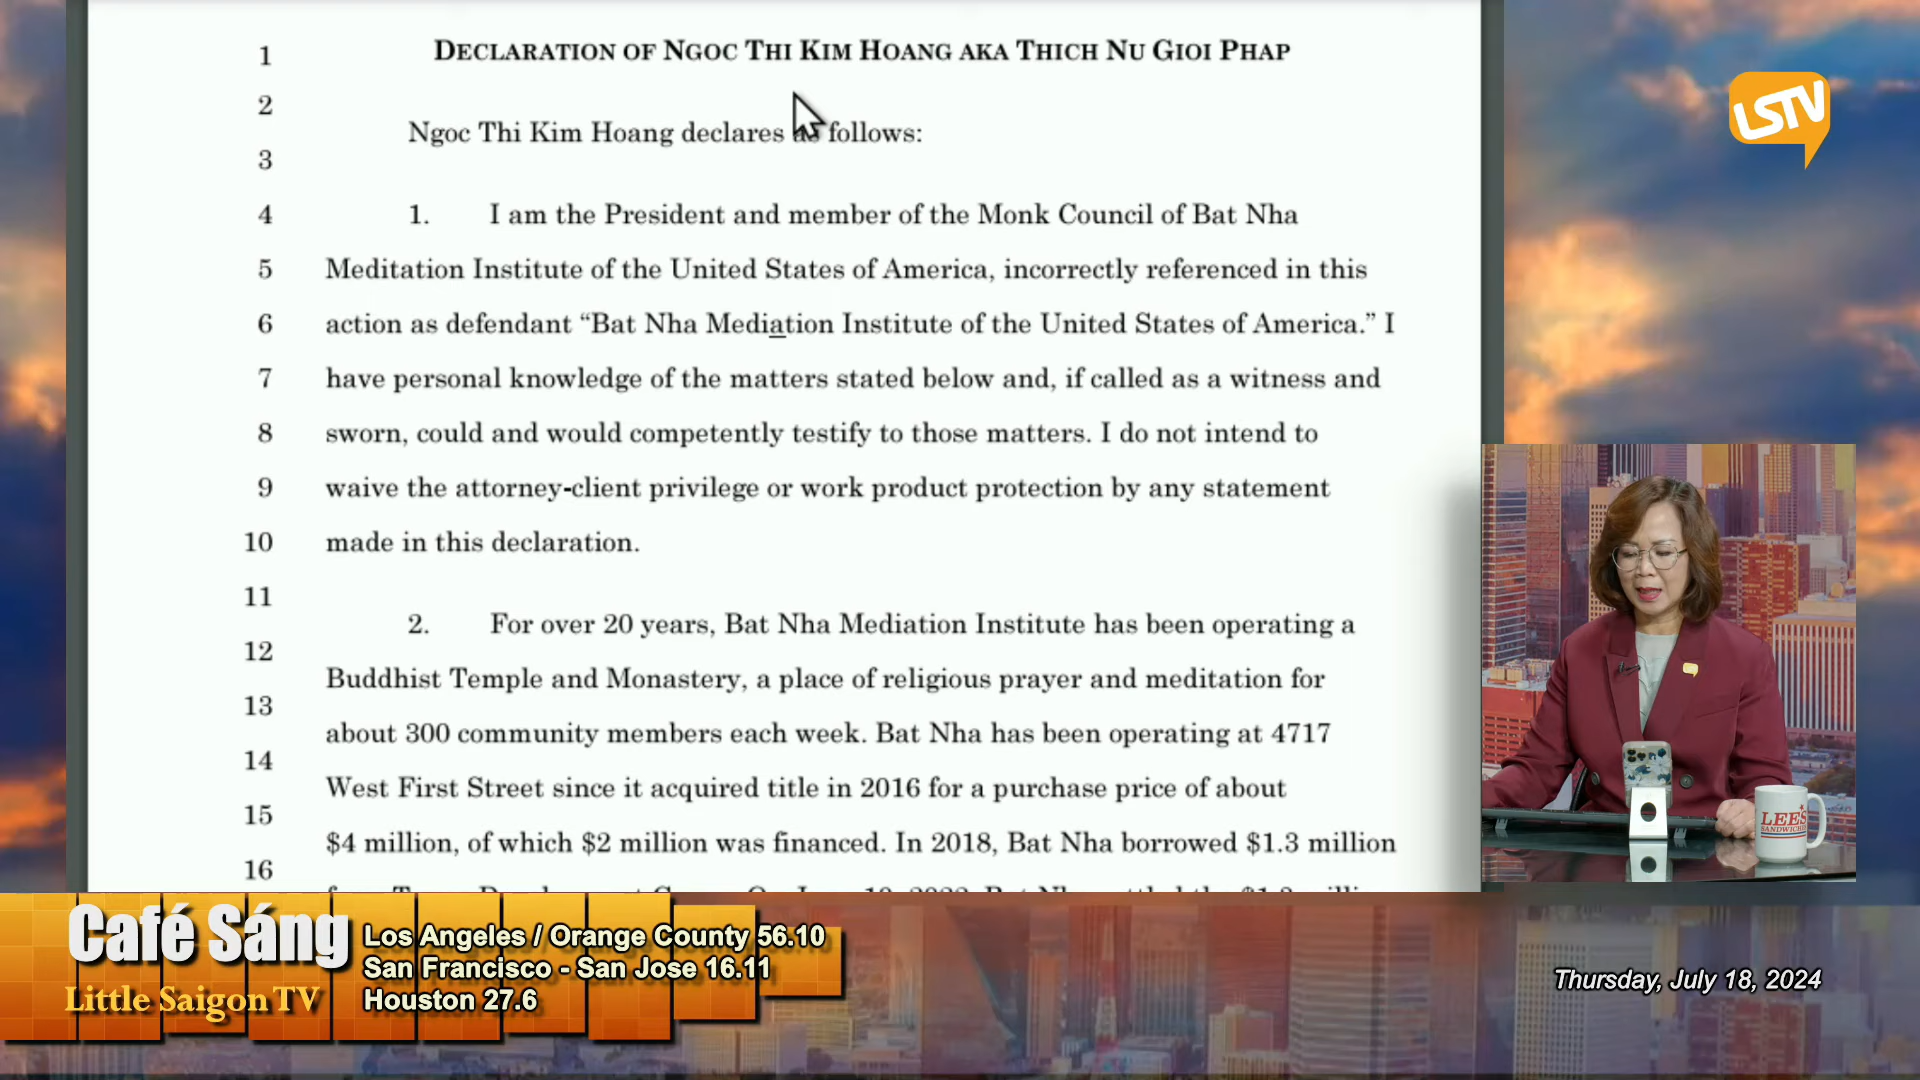 DECLARATION OF NGOC THI KIM HOANG AKA THICH NU GIOI PHAP
LSTV
1
2
Ngoc Thi Kim Hoang declares as follows:
3
4 1. I am the President and member of the Monk Council of Bat Nha
5 Meditation Institute of the United States of America, incorrectly referenced in this
6 action as defendant “Bat Nha Mediation Institute of the United States of America.” I
7 have personal knowledge of the matters stated below and, if called as a witness and
8 sworn, could and would competently testify to those matters. I do not intend to
9 waive the attorney-client privilege or work product protection by any statement
10 made in this declaration.
11
2. For over 20 years, Bat Nha Mediation Institute has been operating a
12
Buddhist Temple and Monastery, a place of religious prayer and meditation for
13
about 300 community members each week. Bat Nha has been operating at 4717
14
West First Street since it acquired title in 2016 for a purchase price of about
15
$4 million, of which $2 million was financed. In 2018, Bat Nha borrowed $1.3 million
16
LEE'S
SANDWICHES
Café Sáng
Little Saigon TV
Los Angeles / Orange County 56.10
San Francisco - San Jose 16.11
Houston 27.6
Thursday, July 18, 2024